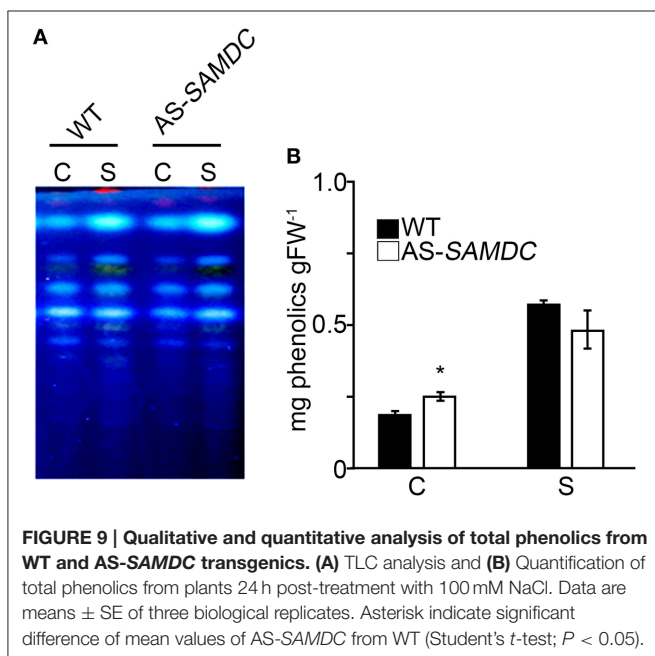 A
WT
AS-SAMDC
C S C S
B
1.0
WT
AS-SAMDC
mg phenolics gFW-1
0.5
*
0
C S
FIGURE 9 | Qualitative and quantitative analysis of total phenolics from
WT and AS-SAMDC transgenics. (A) TLC analysis and (B) Quantification of
total phenolics from plants 24 h post-treatment with 100 mM NaCl. Data are
means ± SE of three biological replicates. Asterisk indicate significant
difference of mean values of AS-SAMDC from WT (Student's t-test; P < 0.05).